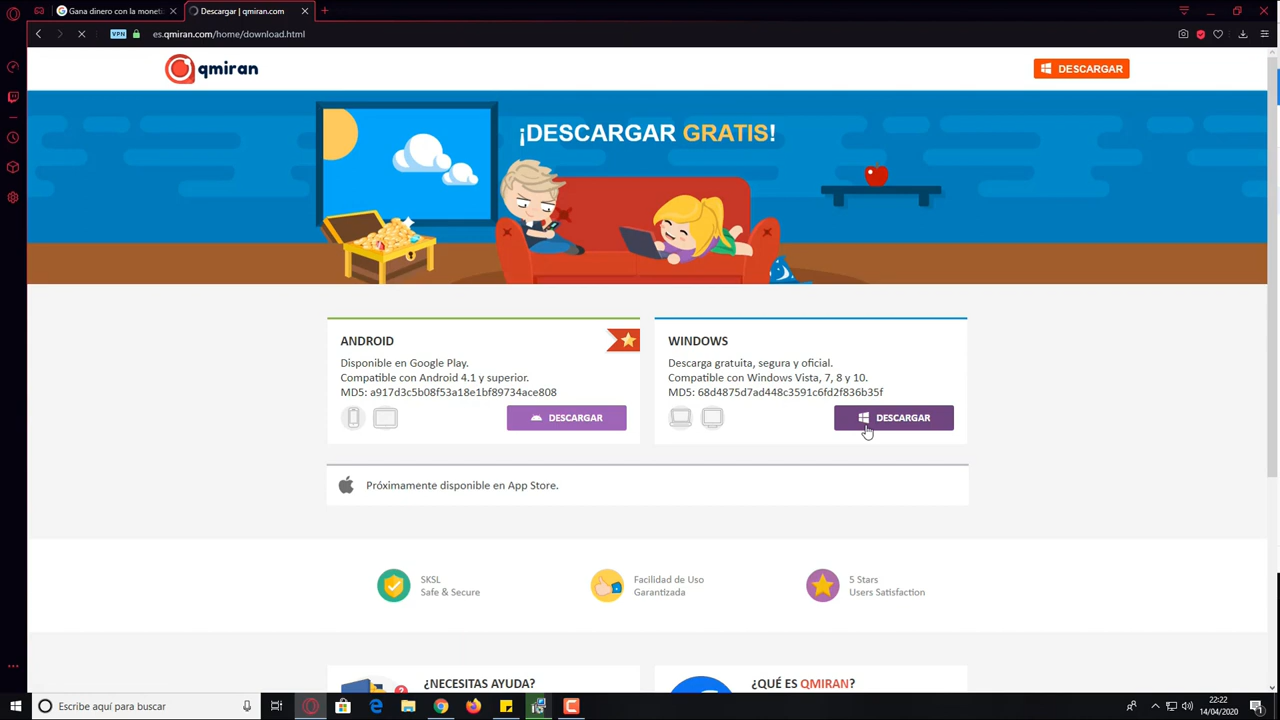 Gana dinero con la moneti
Descargar | qmiran.com
VPN
es.qmiran.com/home/download.html
qmiran
DESCARGAR
¡DESCARGAR GRATIS!
ANDROID
Disponible en Google Play.
Compatible con Android 4.1 y superior.
MD5: a917d3c5b08f53a18e1bf89734ace808
DESCARGAR
WINDOWS
Descarga gratuita, segura y oficial.
Compatible con Windows Vista, 7, 8 y 10.
MD5: 68d4875d7ad448c3591c6fd2f836b35f
DESCARGAR
Próximamente disponible en App Store.
SKSL
Safe & Secure
Facilidad de Uso
Garantizada
5 Stars
Users Satisfaction
¿NECESITAS AYUDA?
¿QUÉ ES QMIRAN?
Escribe aquí para buscar
22:22
14/04/2020